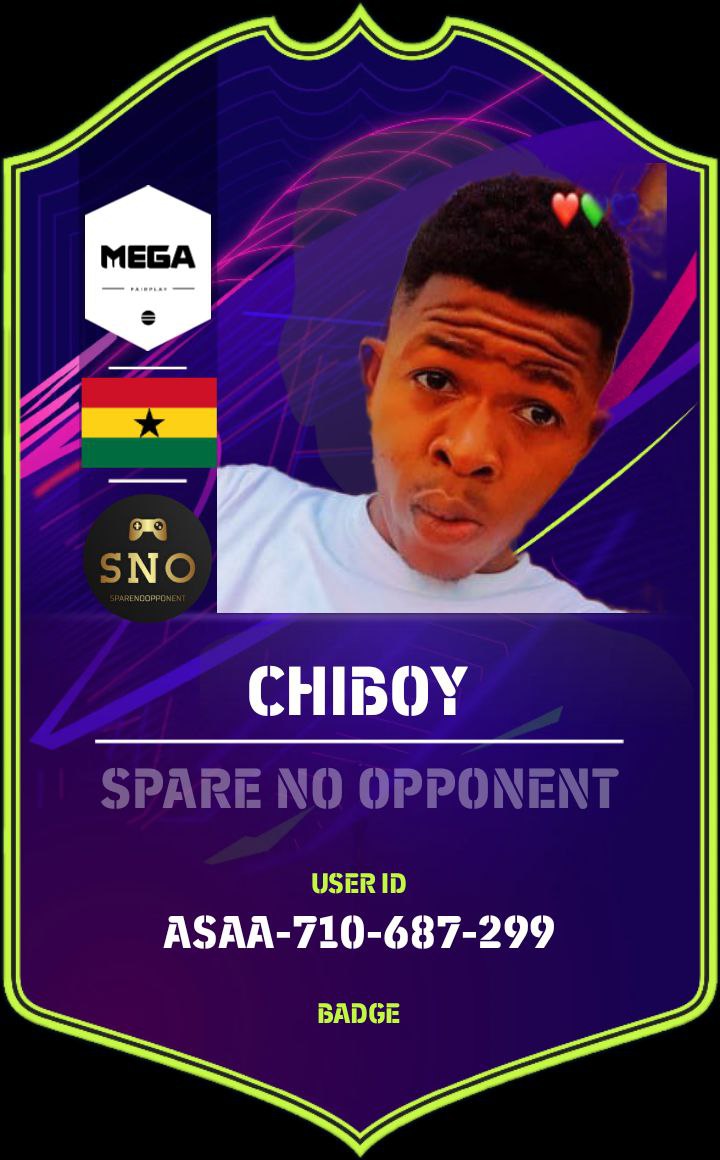 MEGA
FAIRPLAY
SNO
SPARENOOPPONENT
CHIBOY
SPARE NO OPPONENT
USER ID
ASAA-710-687-299
BADGE